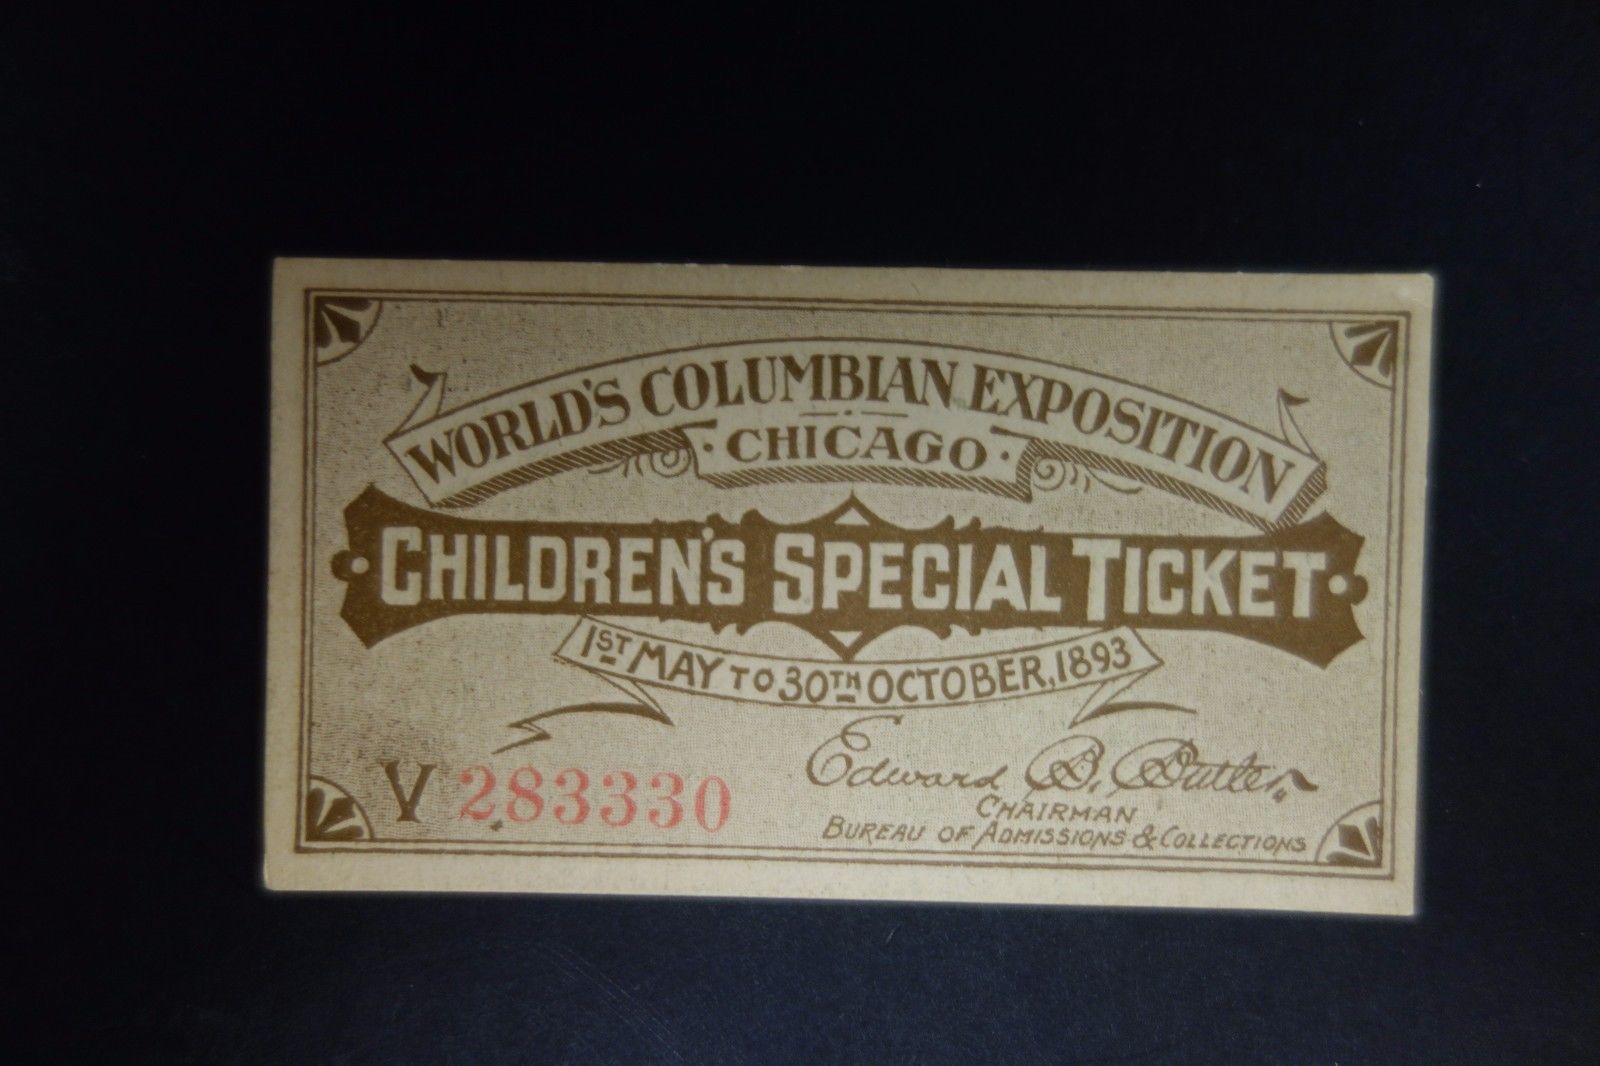 WORLD'S COLUMBIAN EXPOSITION
· CHICAGO ·
CHILDREN'S SPECIAL TICKET
1ST MAY TO 30TH OCTOBER, 1893
V 283330
Edward B. Butler
CHAIRMAN
BUREAU OF ADMISSIONS & COLLECTIONS